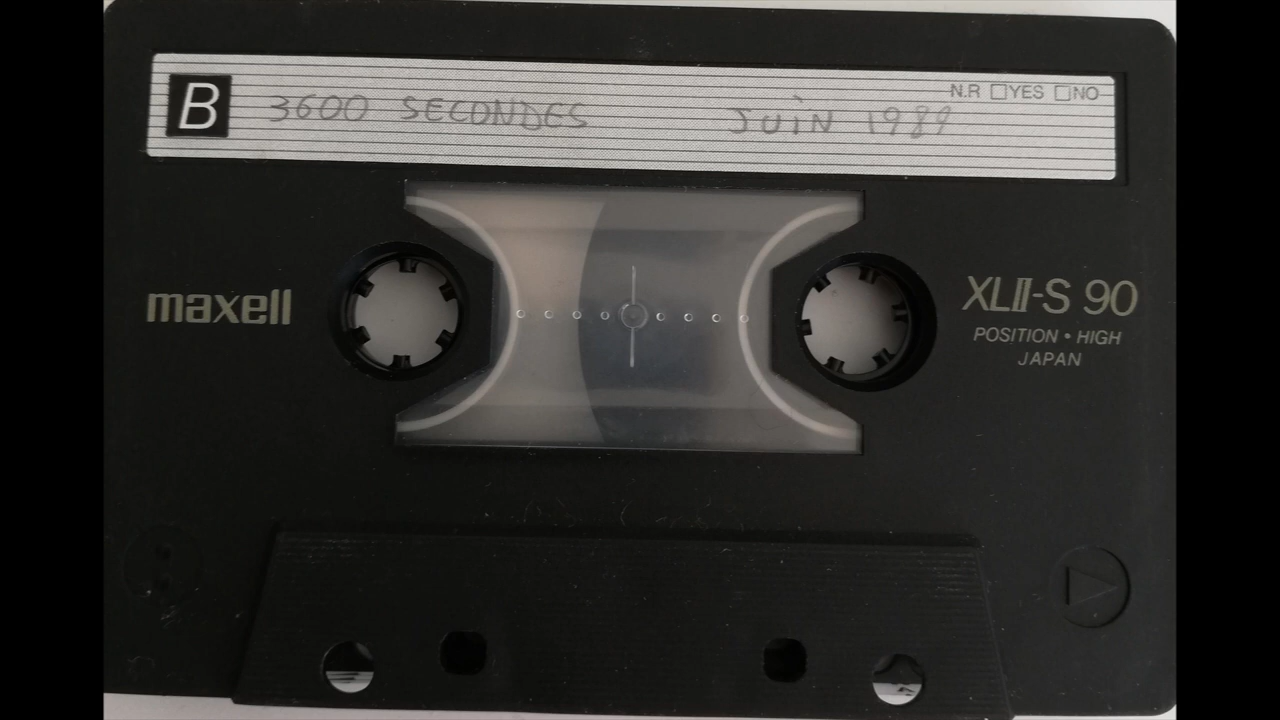 B 3600 SECONDES JUiN 1989
N.R □YES □NO
maxell
XLII-S 90
POSITION • HIGH
JAPAN